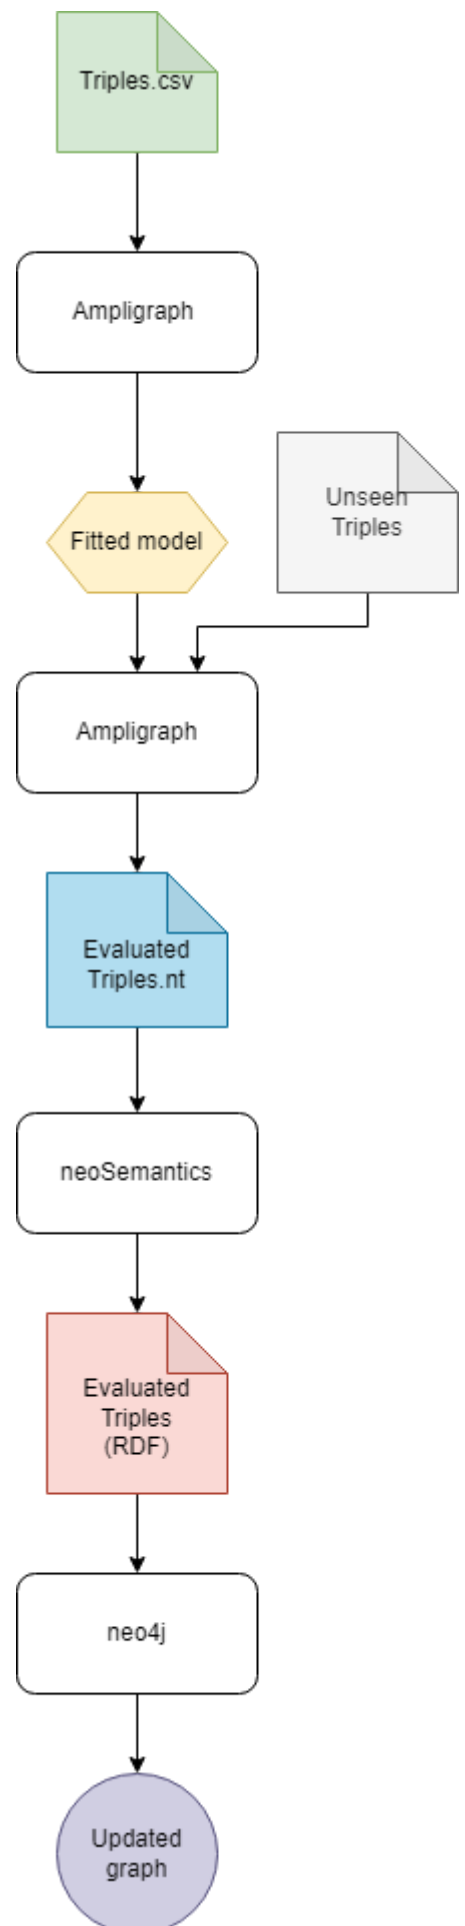 Triples.csv
Ampligraph
Unseen
Triples
Fitted model
Ampligraph
Evaluated
Triples.nt
neoSemantics
Evaluated
Triples
(RDF)
neo4j
Updated
graph